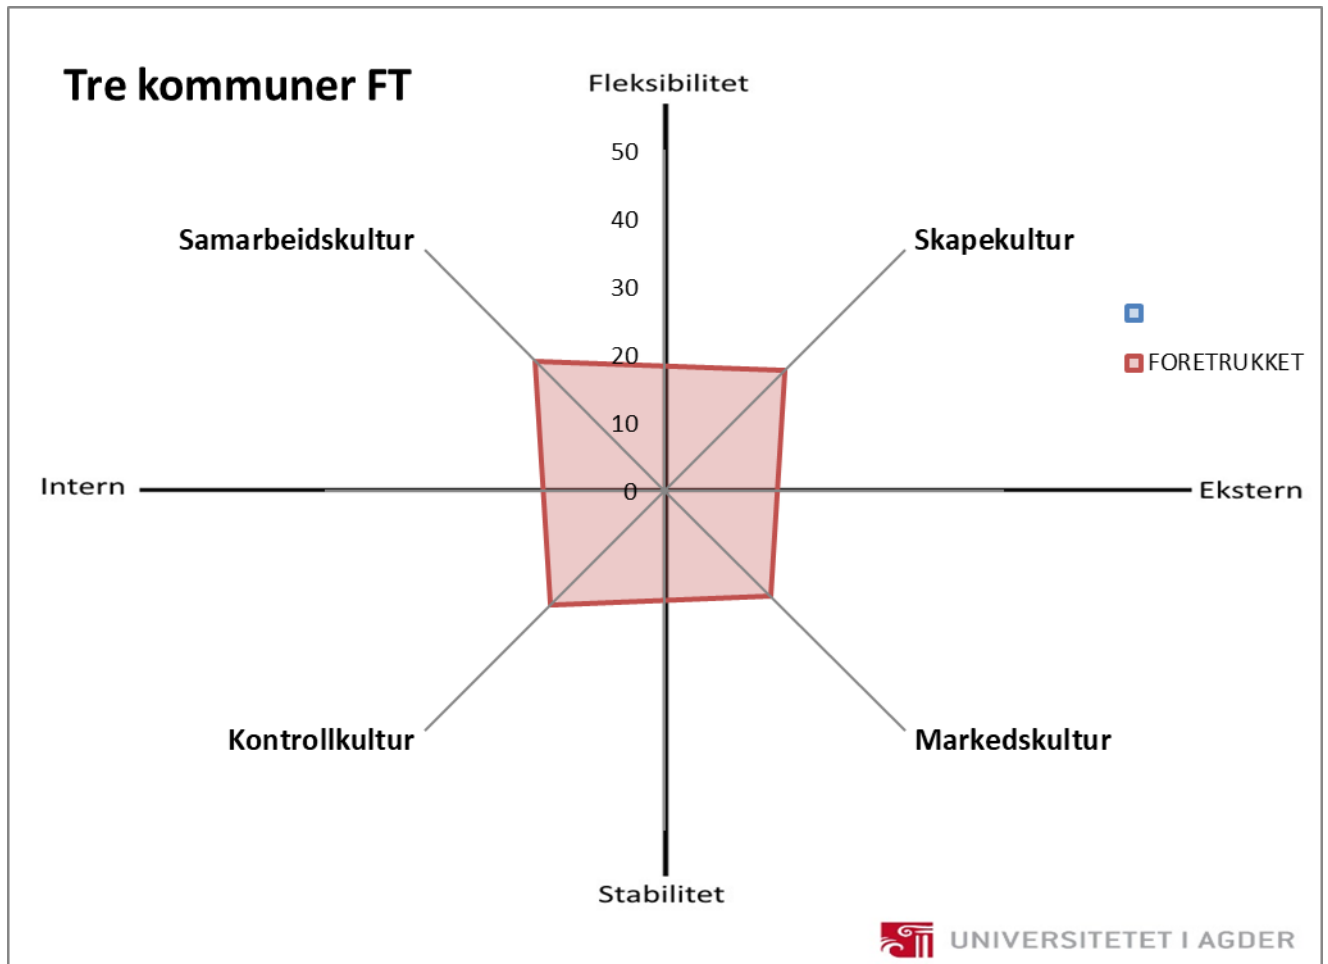 Tre kommuner FT
Fleksibilitet
50
40
Samarbeidskultur
Skapekultur
30
20
FORETRUKKET
10
Intern
0
Ekstern
Kontrollkultur
Markedskultur
Stabilitet
UNIVERSITETET I AGDER